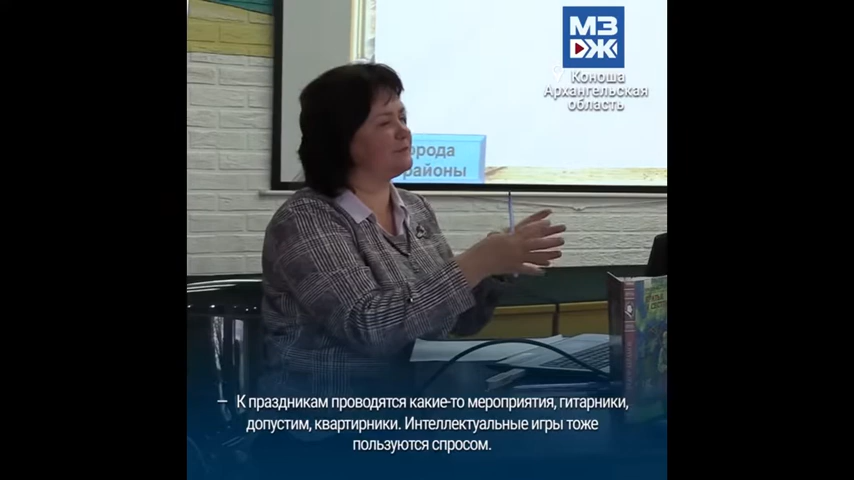 МЗ
DЖ
Коноша
Архангельская
область
орода
районы
— К праздникам проводятся какие-то мероприятия, гитарники,
допустим, квартирники. Интеллектуальные игры тоже
пользуются спросом.